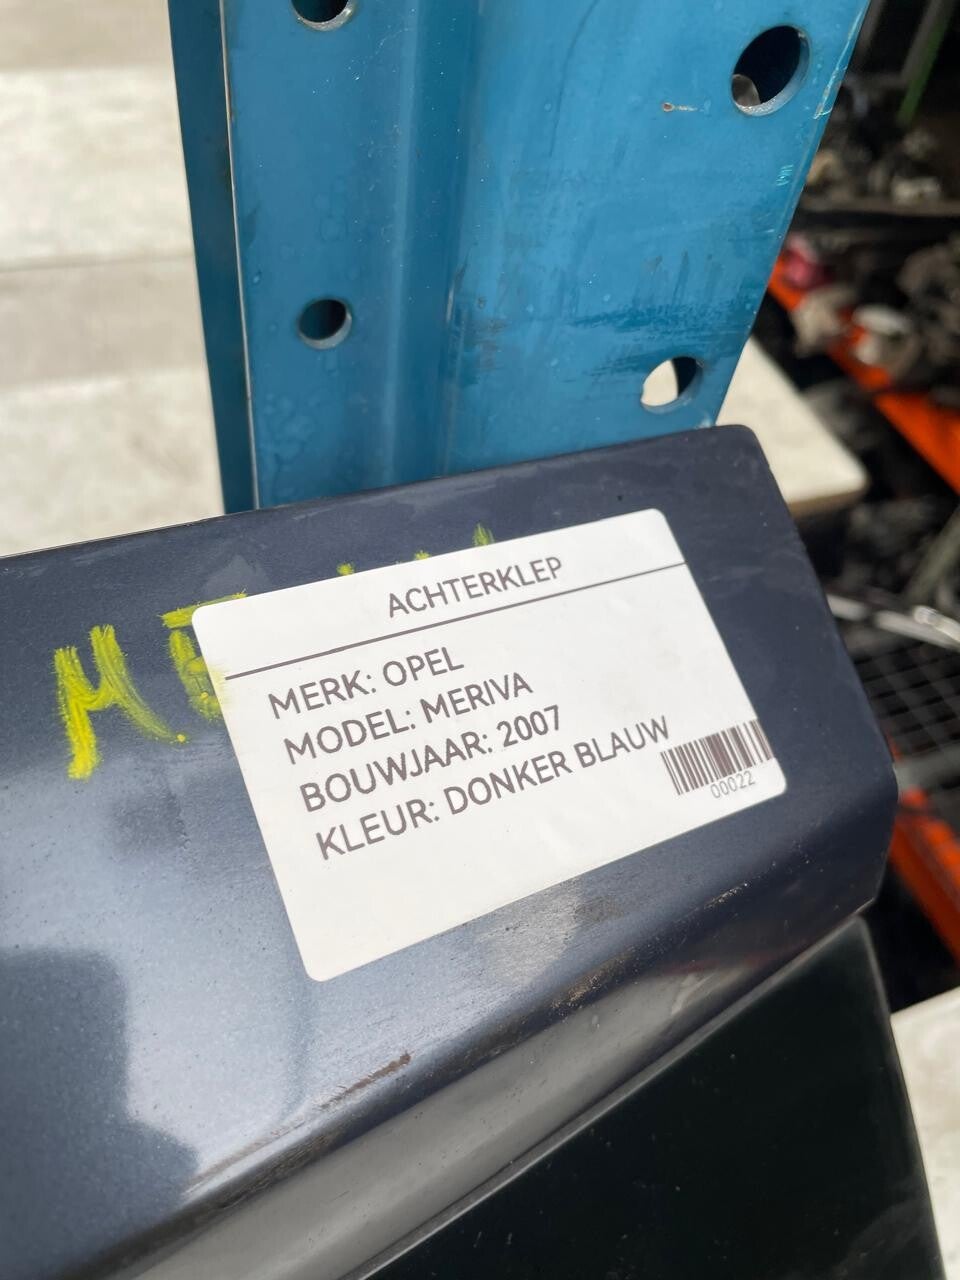 ACHTERKLEP
MERK: OPEL
MODEL: MERIVA
BOUWJAAR: 2007
KLEUR: DONKER BLAUW
00022